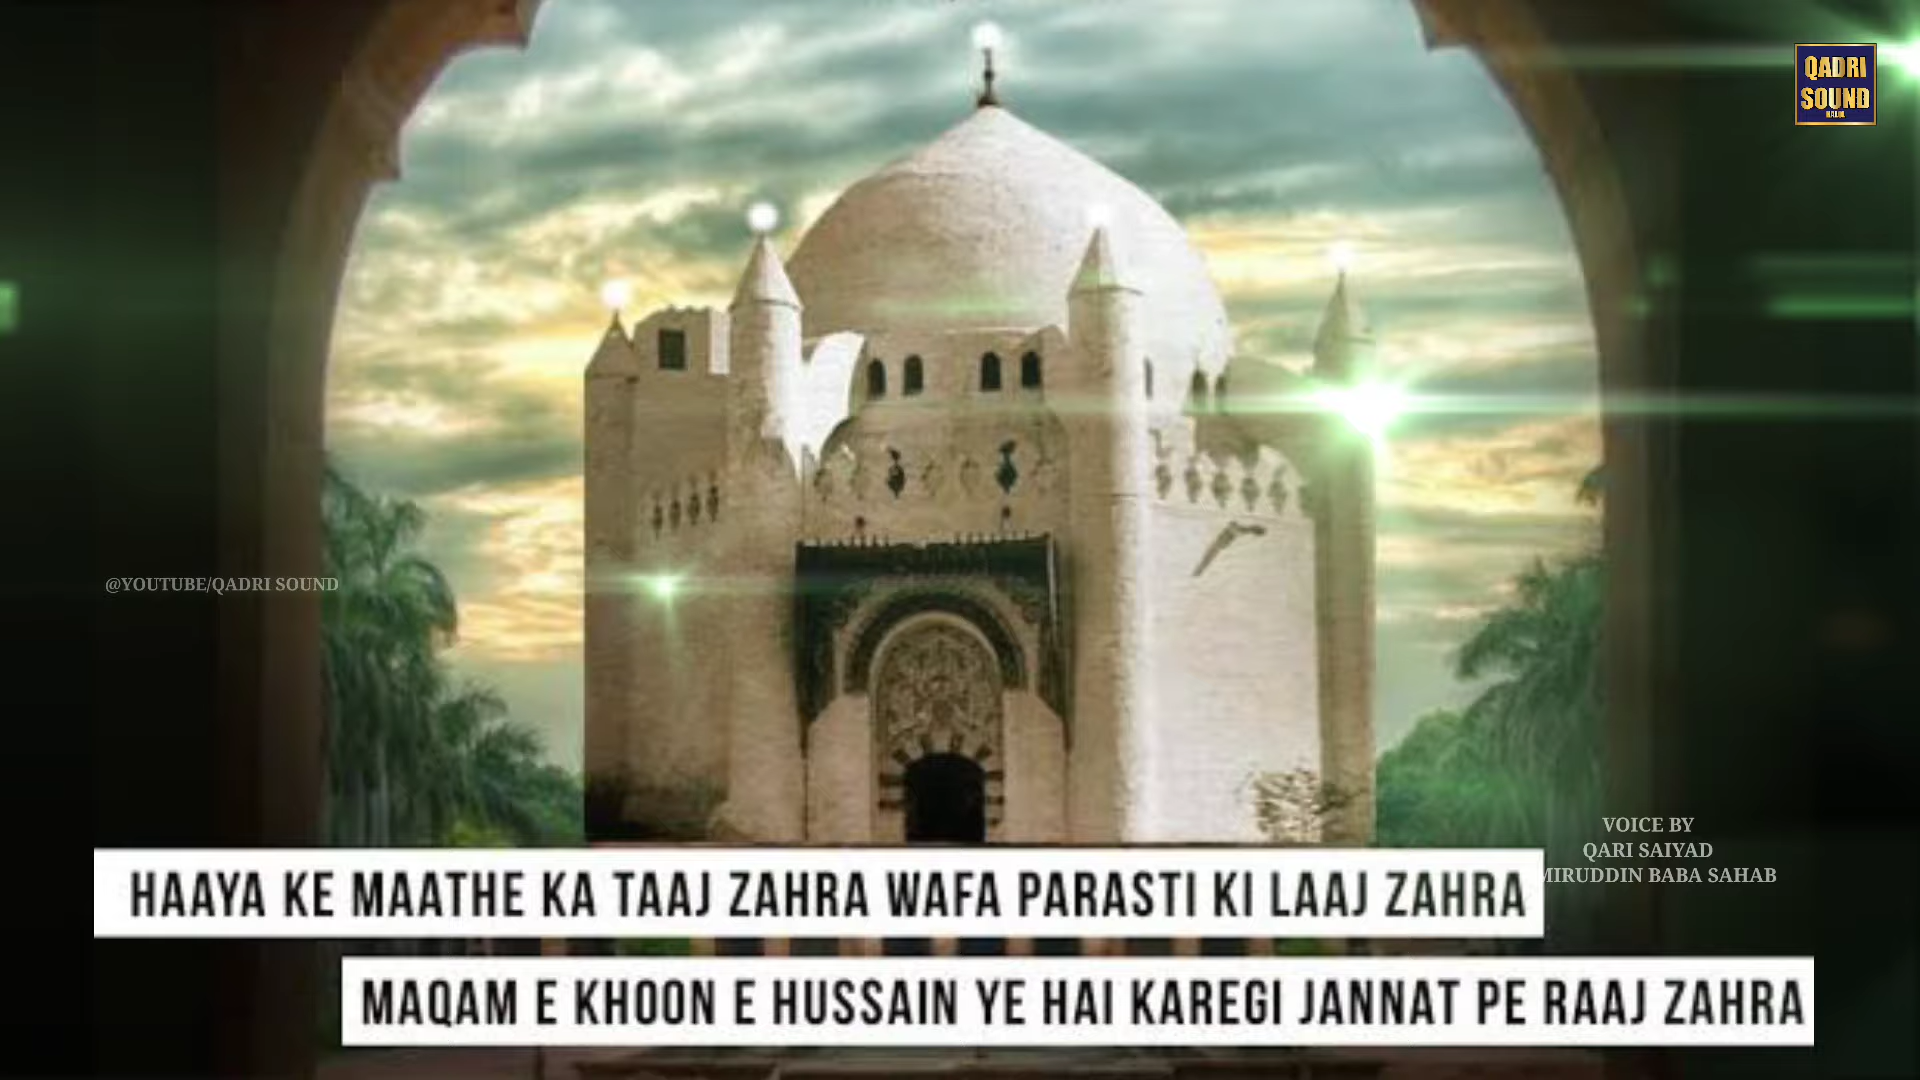 QADRI
SOUND
@YOUTUBE/QADRI SOUND
VOICE BY
QARI SAIYAD
MIRUDDIN BABA SAHAB
HAAYA KE MAATHE KA TAAJ ZAHRA WAFA PARASTI KI LAAJ ZAHRA
MAQAM E KHOON E HUSSAIN YE HAI KAREGI JANNAT PE RAAJ ZAHRA